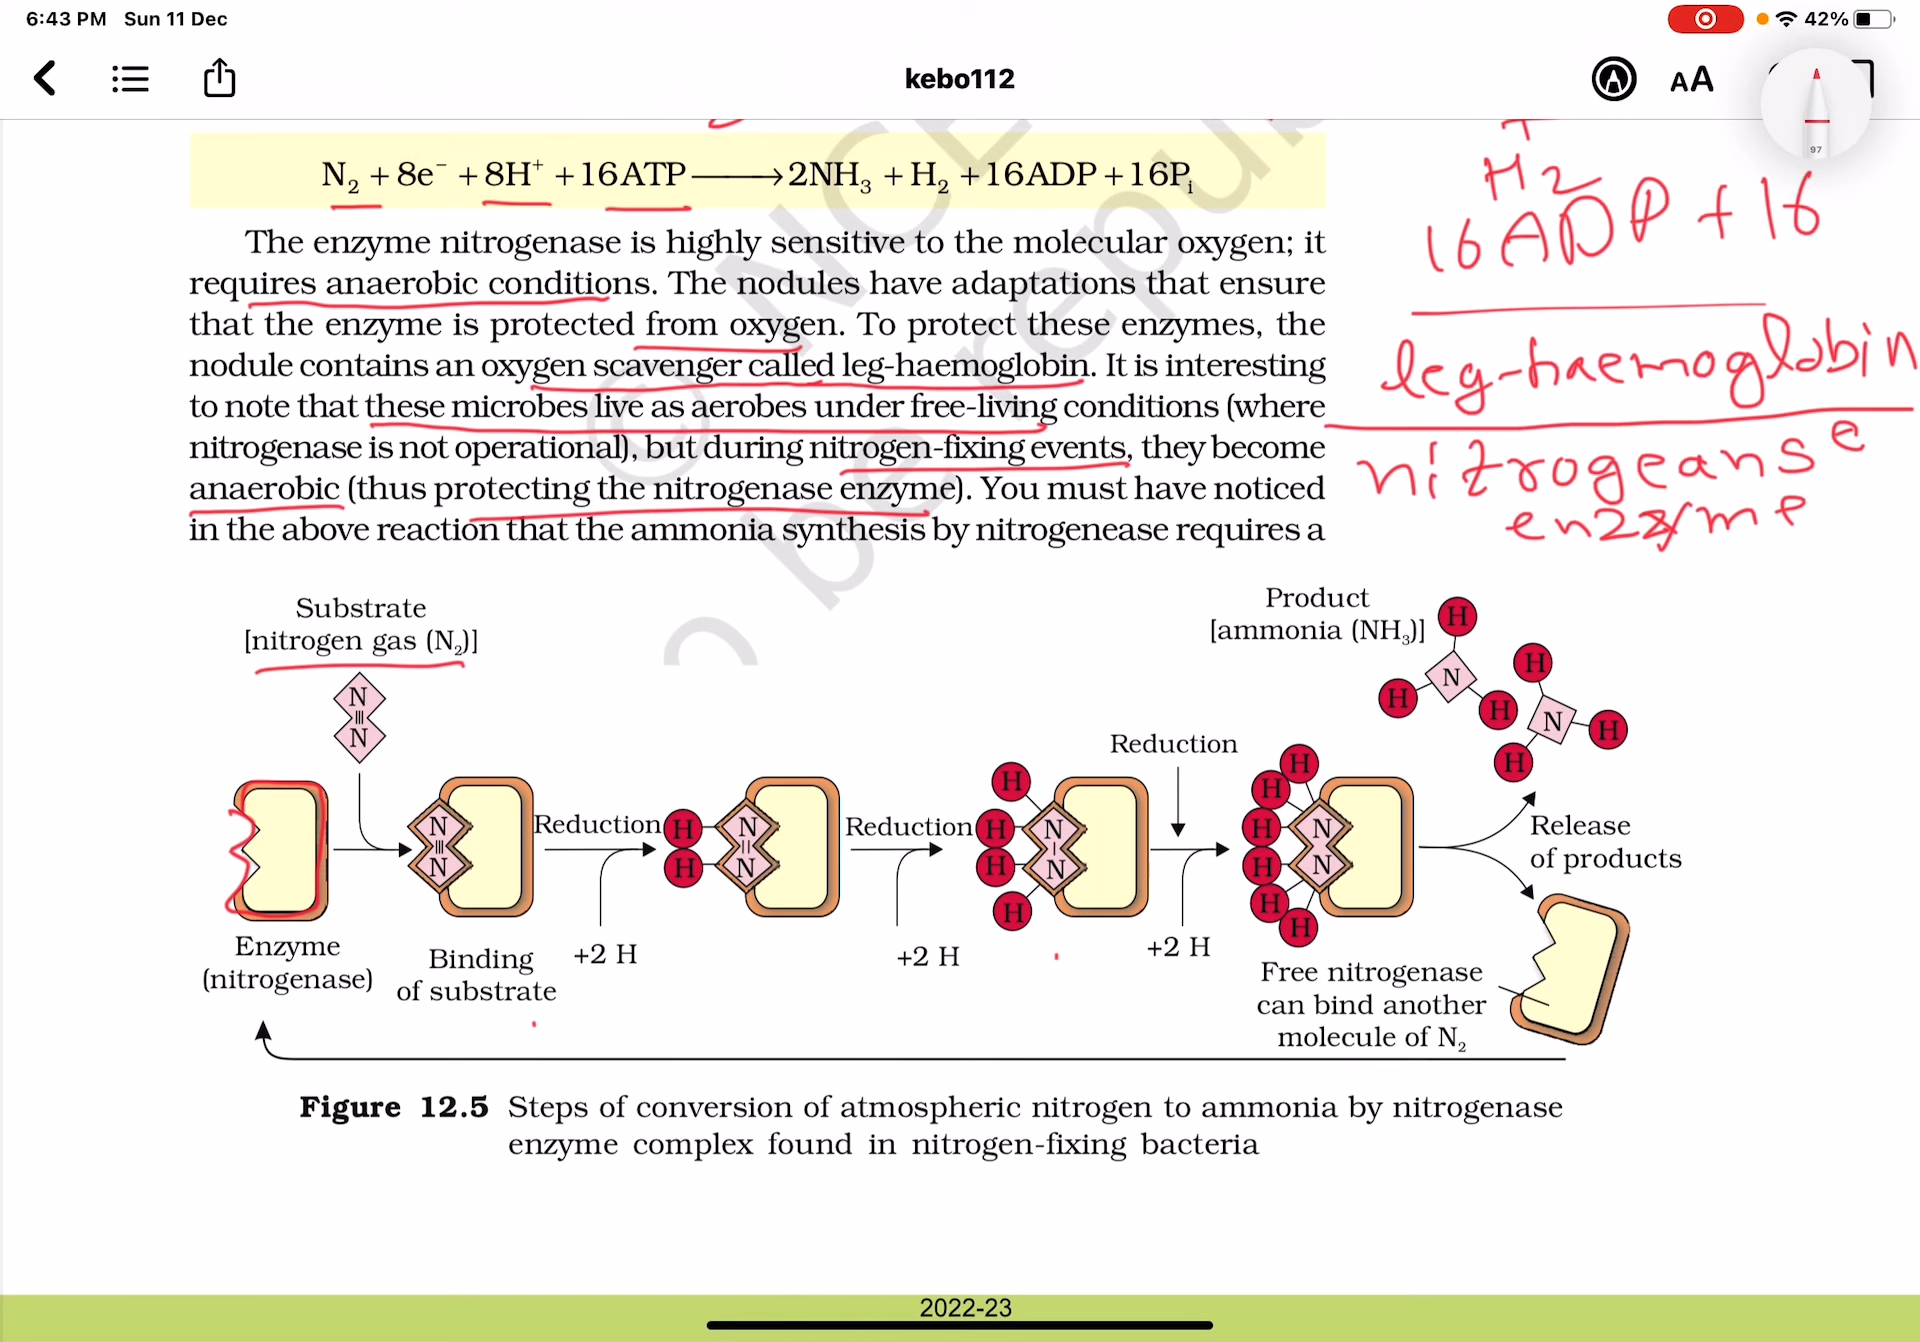 6:43 PM Sun 11 Dec
42%
kebo112
AA
97
N₂ + 8e⁻ + 8H⁺ + 16ATP ⟶ 2NH₃ + H₂ + 16ADP + 16Pᵢ
The enzyme nitrogenase is highly sensitive to the molecular oxygen; it
requires anaerobic conditions. The nodules have adaptations that ensure
that the enzyme is protected from oxygen. To protect these enzymes, the
nodule contains an oxygen scavenger called leg-haemoglobin. It is interesting
to note that these microbes live as aerobes under free-living conditions (where
nitrogenase is not operational), but during nitrogen-fixing events, they become
anaerobic (thus protecting the nitrogenase enzyme). You must have noticed
in the above reaction that the ammonia synthesis by nitrogenease requires a
+
H2
16ADP + 16
leg-haemoglobin
nitrogeanse
enzyme
© NCE
be repub
Substrate
[nitrogen gas (N₂)]
N
N
Product
[ammonia (NH₃)]
H
N
H
H
H
N
H
H
Reduction
N
N
Reduction
H
H
N
N
Reduction
H
H
H
H
N
N
H
H
H
H
H
H
N
N
Release
of products
Enzyme
(nitrogenase)
Binding
of substrate
+2 H
+2 H
+2 H
Free nitrogenase
can bind another
molecule of N₂
Figure 12.5 Steps of conversion of atmospheric nitrogen to ammonia by nitrogenase
enzyme complex found in nitrogen-fixing bacteria
2022-23